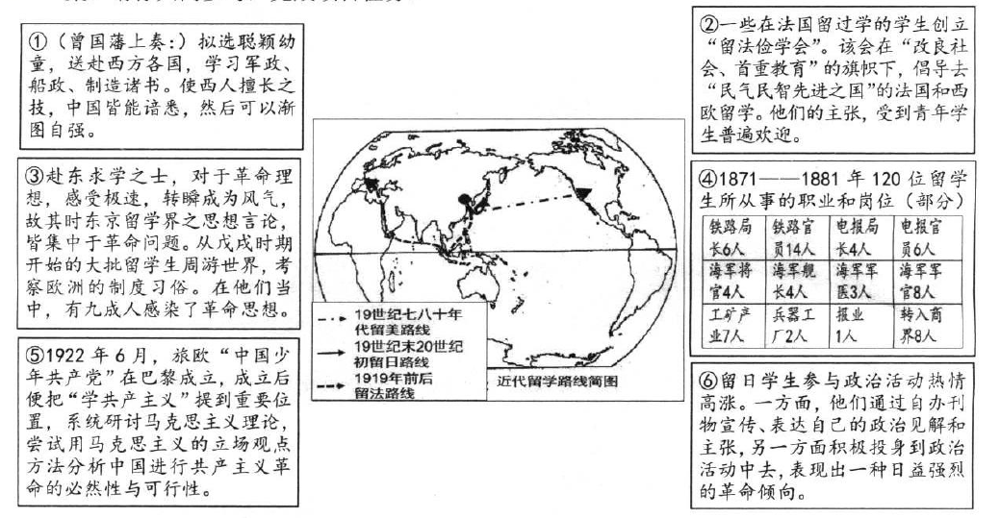 ①（曾国藩上奏:）拟选聪颖幼
童，送赴西方各国，学习军政、
船政、制造诸书。使西人擅长之
技，中国皆能谙悉，然后可以渐
图自强。
②一些在法国留过学的学生创立
“留法俭学会”。该会在“改良社
会、首重教育”的旗帜下，倡导去
“民气民智先进之国”的法国和西
欧留学。他们的主张，受到青年学
生普遍欢迎。
③赴东求学之士，对于革命理
想，感受极速，转瞬成为风气，
故其时东京留学界之思想言论，
皆集中于革命问题。从戊戌时期
开始的大批留学生周游世界，考
察欧洲的制度习俗。在他们当
中，有九成人感染了革命思想。
④1871——1881 年 120 位留学
生所从事的职业和岗位（部分）
铁路局长6人 铁路官员14人 电报局长4人 电报官员6人
海军将官4人 海军舰长4人 海军军医3人 海军军官8人
工矿产业7人 兵器工厂2人 报业1人 转入商界8人
19世纪七八十年
代留美路线
19世纪末20世纪
初留日路线
1919年前后
留法路线
近代留学路线简图
⑤1922 年 6 月，旅欧“中国少
年共产党”在巴黎成立，成立后
便把“学共产主义”提到重要位
置，系统研讨马克思主义理论，
尝试用马克思主义的立场观点
方法分析中国进行共产主义革
命的必然性与可行性。
⑥留日学生参与政治活动热情
高涨。一方面，他们通过自办刊
物宣传、表达自己的政治见解和
主张，另一方面积极投身到政治
活动中去，表现出一种日益强烈
的革命倾向。